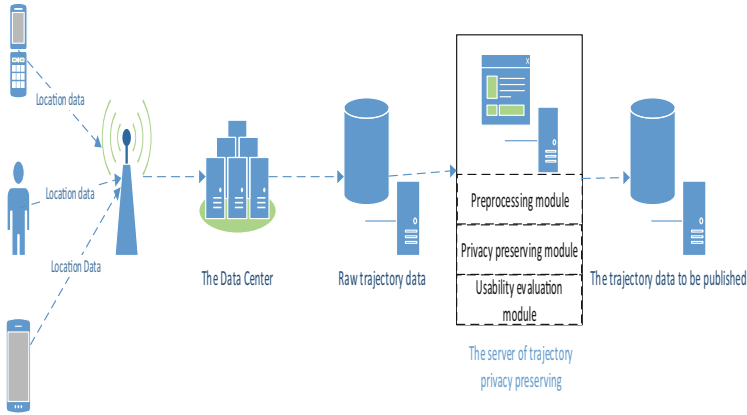 Location data
Location data
Location Data
The Data Center
Raw trajectory data
X
Preprocessing module
Privacy preserving module
Usability evaluation
module
The server of trajectory
privacy preserving
The trajectory data to be published